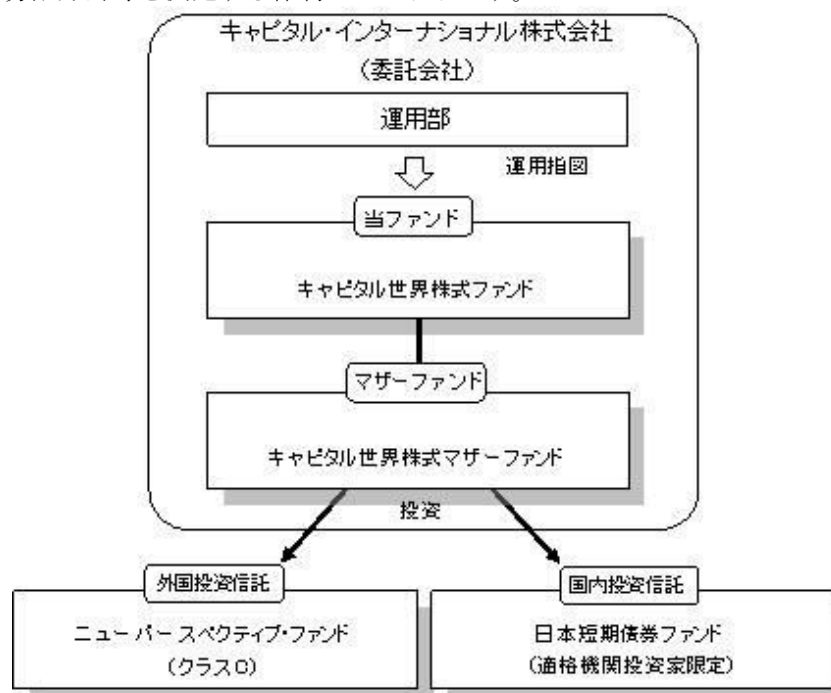 キャピタル・インターナショナル株式会社
（委託会社）
運用部
運用指図
当ファンド
キャピタル世界株式ファンド
マザーファンド
キャピタル世界株式マザーファンド
投資
外国投資信託
ニューパースペクティブ・ファンド
（クラスC）
国内投資信託
日本短期債券ファンド
（適格機関投資家限定）